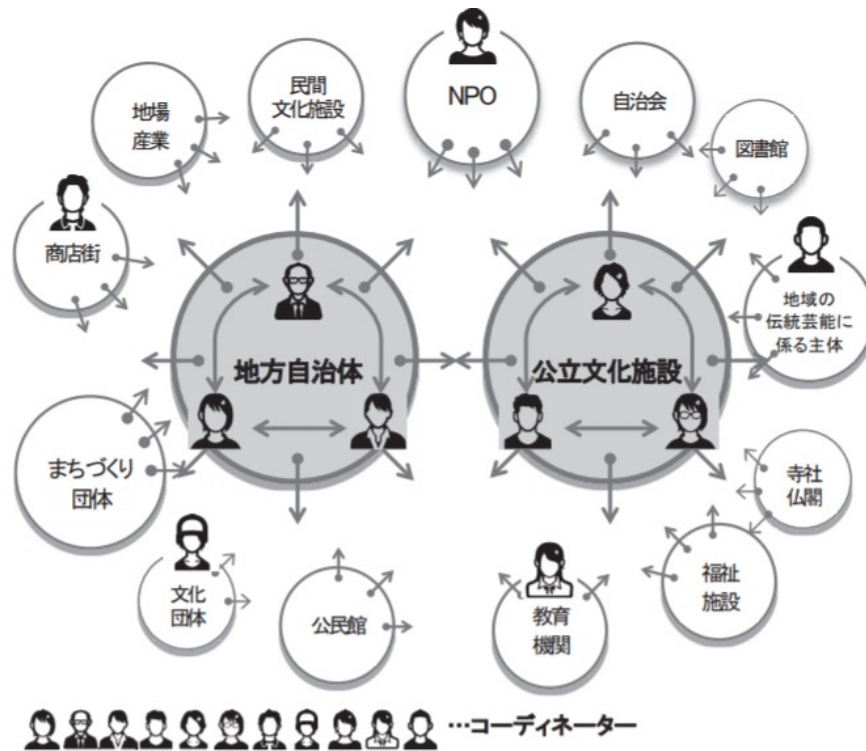 NPO
民間
文化施設
自治会
地場
産業
図書館
商店街
地域の
伝統芸能に
係る主体
地方自治体
公立文化施設
まちづくり
団体
寺社
仏閣
福祉
施設
文化
団体
公民館
教育
機関
…コーディネーター